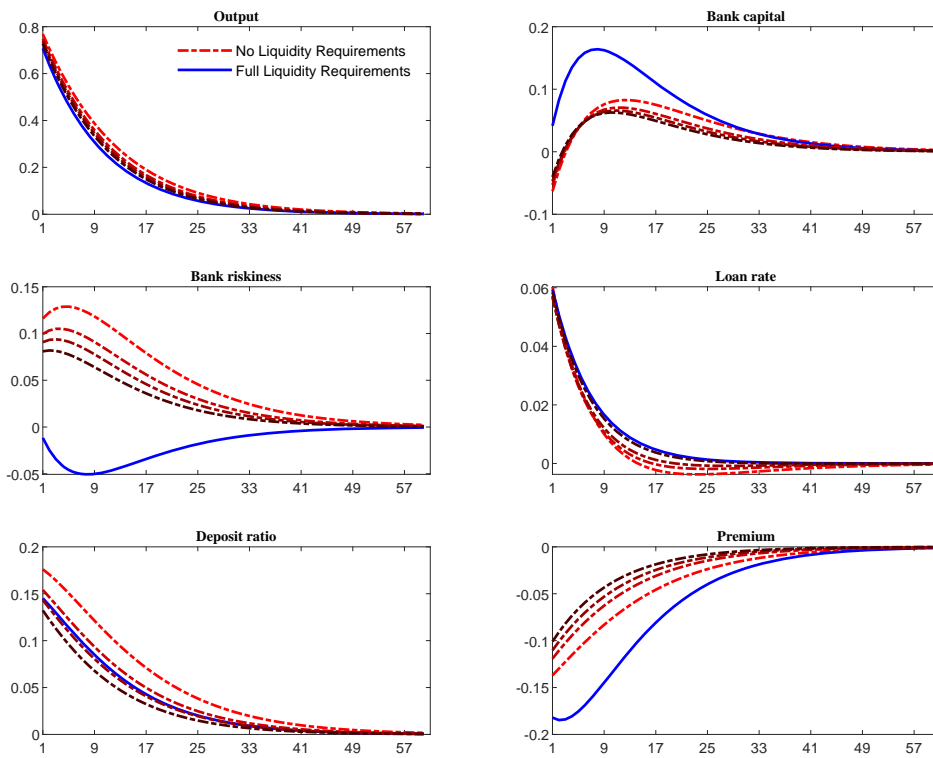 Output
0.8
0.6
0.4
0.2
0
1 9 17 25 33 41 49 57
No Liquidity Requirements
Full Liquidity Requirements
Bank capital
0.2
0.1
0
-0.1
1 9 17 25 33 41 49 57
Bank riskiness
0.15
0.1
0.05
0
-0.05
1 9 17 25 33 41 49 57
Loan rate
0.06
0.04
0.02
0
1 9 17 25 33 41 49 57
Deposit ratio
0.2
0.15
0.1
0.05
0
1 9 17 25 33 41 49 57
Premium
0
-0.05
-0.1
-0.15
-0.2
1 9 17 25 33 41 49 57